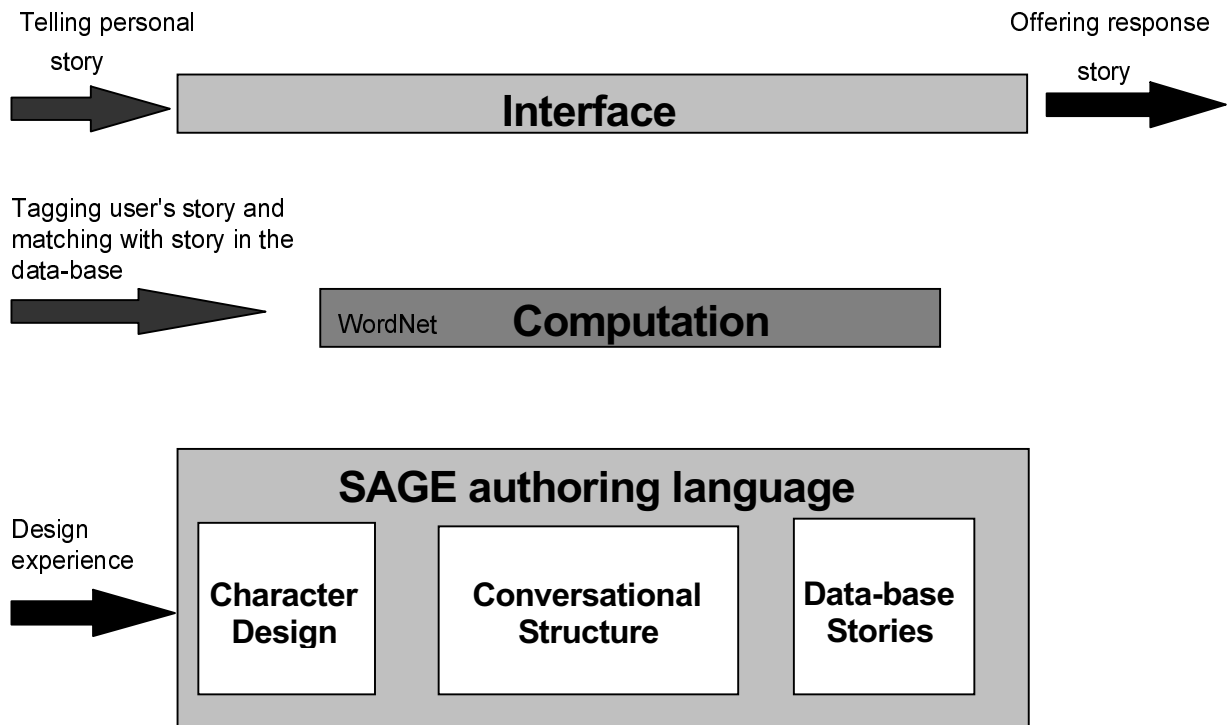 Telling personal
story
Offering response
story
Interface
Tagging user's story and
matching with story in the
data-base
WordNet
Computation
SAGE authoring language
Design
experience
Character
Design
Conversational
Structure
Data-base
Stories